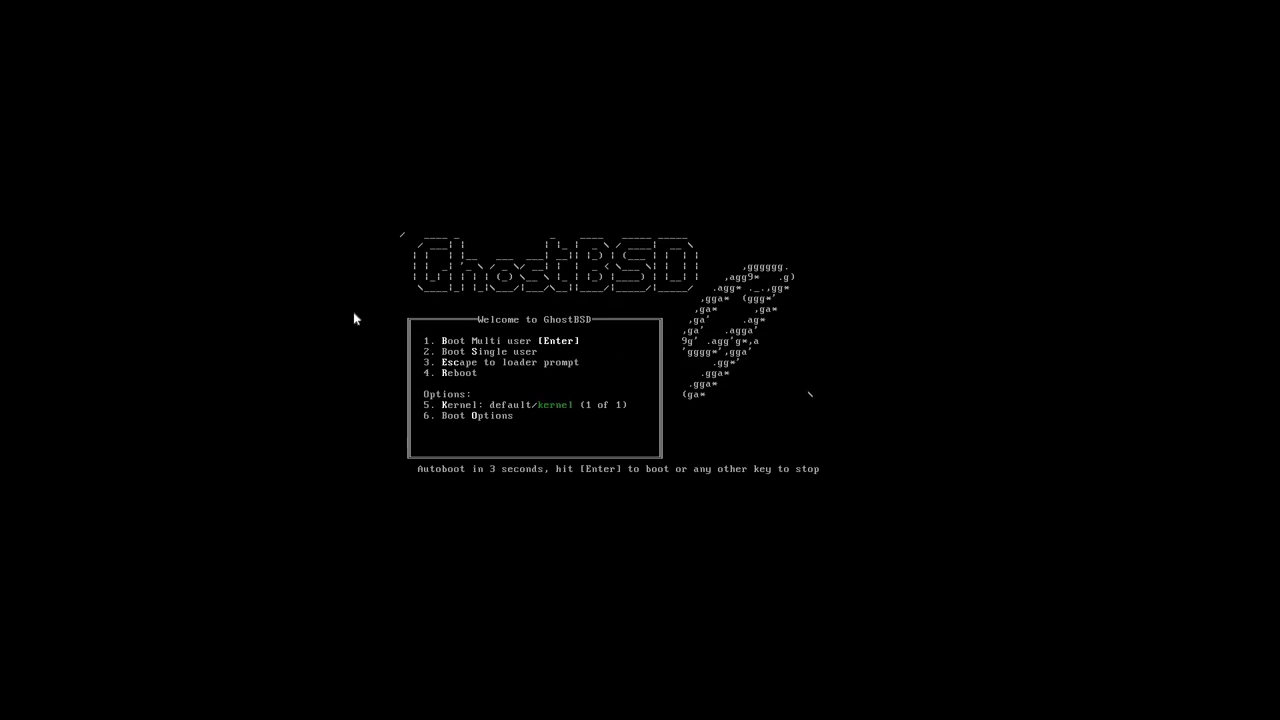 GhostBSD
Welcome to GhostBSD
1. Boot Multi user [Enter]
2. Boot Single user
3. Escape to loader prompt
4. Reboot
Options:
5. Kernel: default/kernel (1 of 1)
6. Boot Options
Autoboot in 3 seconds, hit [Enter] to boot or any other key to stop